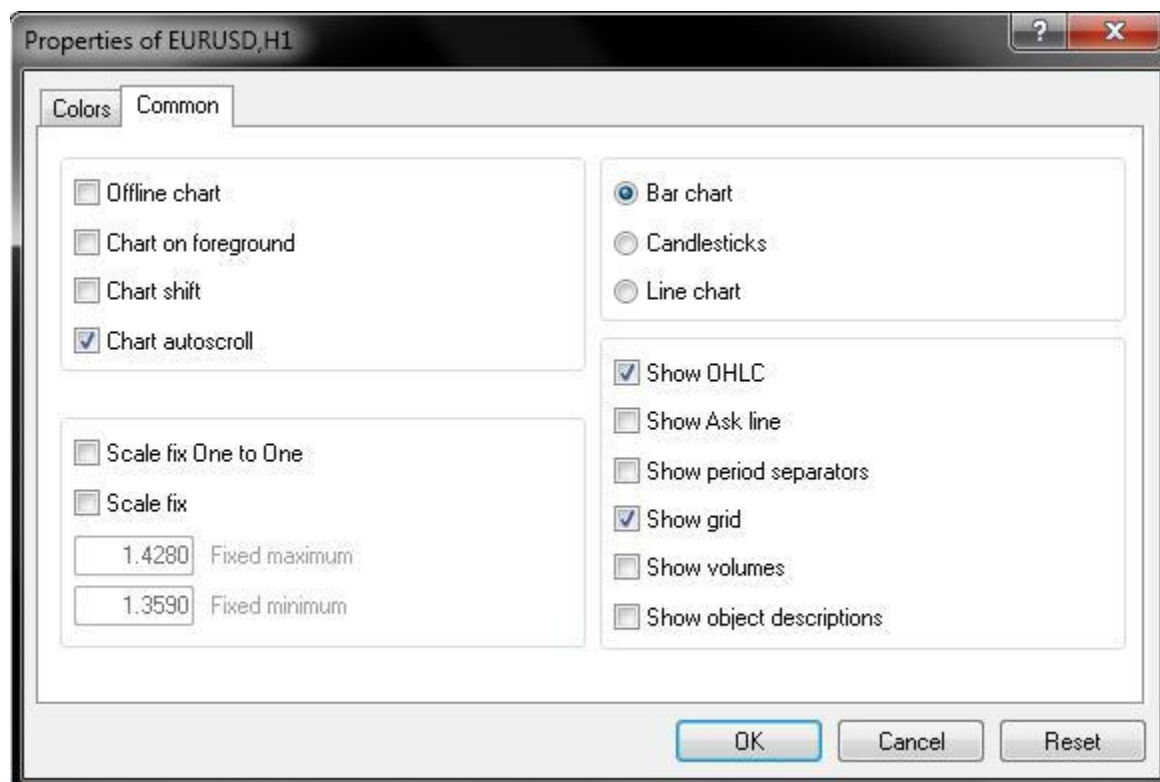 Properties of EURUSD,H1
?
Colors
Common
Offline chart
Chart on foreground
Chart shift
Chart autoscroll
Scale fix One to One
Scale fix
1.4280 Fixed maximum
1.3590 Fixed minimum
Bar chart
Candlesticks
Line chart
Show OHLC
Show Ask line
Show period separators
Show grid
Show volumes
Show object descriptions
OK
Cancel
Reset